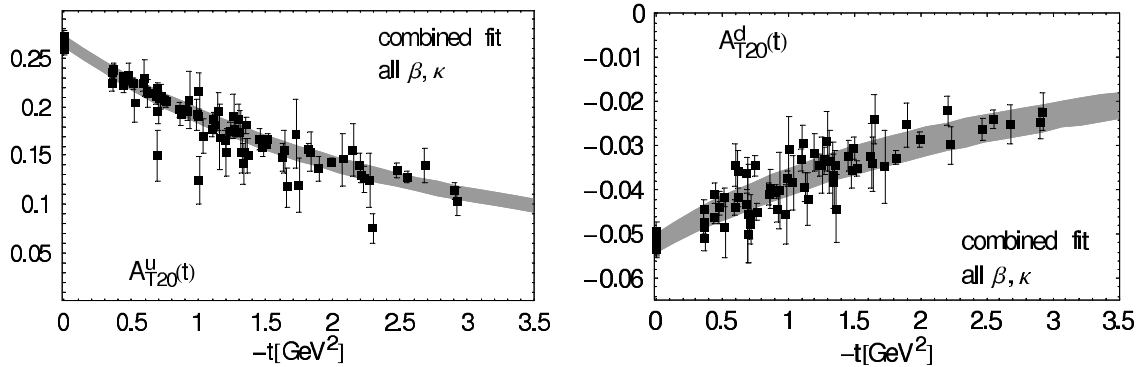 combined fit
all β, κ
0.25
0.2
0.15
0.1
0.05
A^u_T20(t)
0 0.5 1 1.5 2 2.5 3 3.5
−t[GeV²]
0
−0.01
−0.02
−0.03
−0.04
−0.05
−0.06
A^d_T20(t)
combined fit
all β, κ
0 0.5 1 1.5 2 2.5 3 3.5
−t[GeV²]